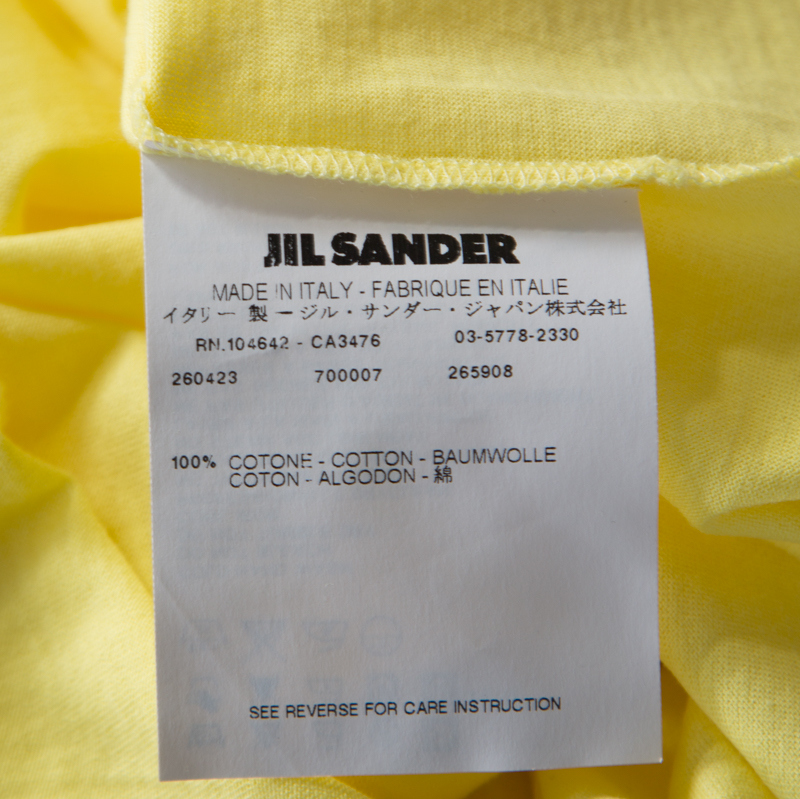 JIL SANDER
MADE IN ITALY - FABRIQUE EN ITALIE
イタリー 製 ージル・サンダー・ジャパン株式会社
RN.104642 - CA3476 03-5778-2330
260423 700007 265908
100% COTONE - COTTON - BAUMWOLLE
COTON - ALGODON - 綿
SEE REVERSE FOR CARE INSTRUCTION